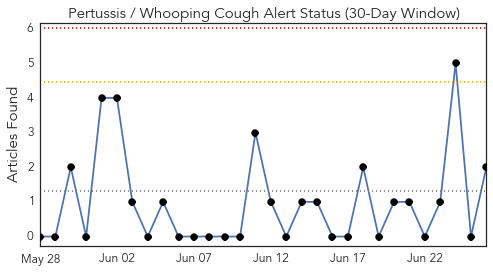 Pertussis / Whooping Cough Alert Status (30-Day Window)
Articles Found
6
5
4
3
2
1
0
May 28 Jun 02 Jun 07 Jun 12 Jun 17 Jun 22